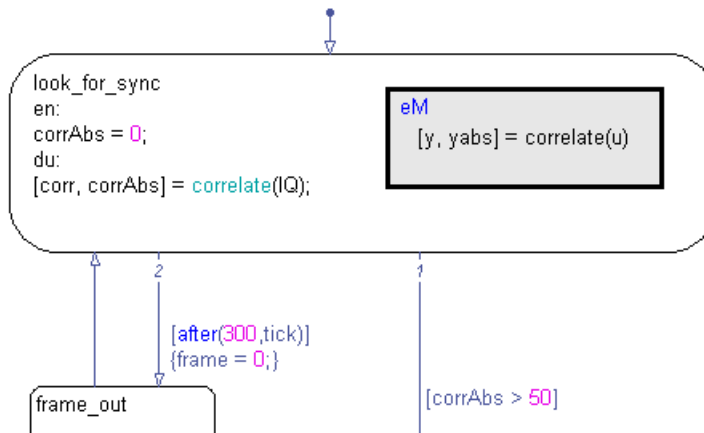 look_for_sync
en:
corrAbs = 0;
du:
[corr, corrAbs] = correlate(IQ);
eM
[y, yabs] = correlate(u)
2
1
[after(300,tick)]
{frame = 0;}
frame_out
[corrAbs > 50]